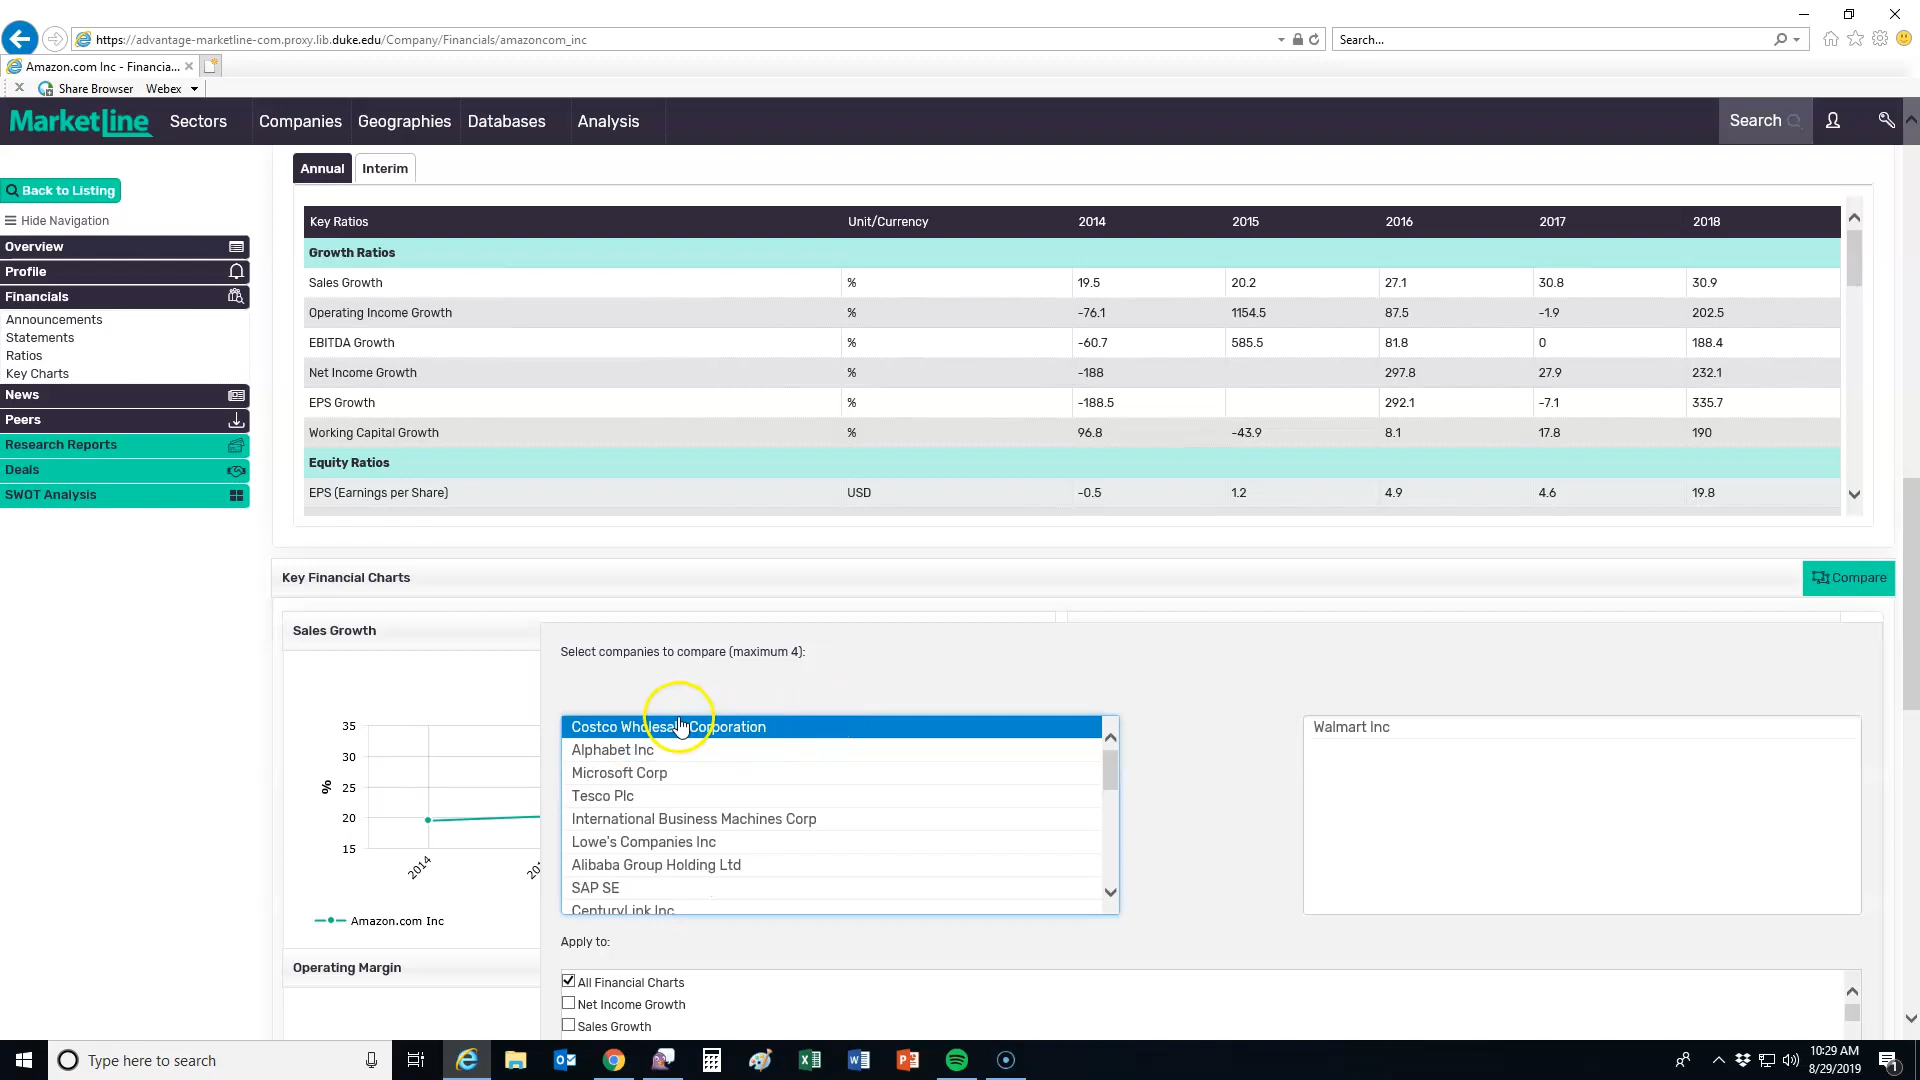 https://advantage-marketline-com.proxy.lib.duke.edu/Company/Financials/amazoncom_inc
Search...
Amazon.com Inc - Financia...
Share Browser Webex
MarketLine Sectors Companies Geographies Databases Analysis Search
Annual Interim
Back to Listing
Hide Navigation
Overview
Profile
Financials
Announcements
Statements
Ratios
Key Charts
News
Peers
Research Reports
Deals
SWOT Analysis
Key Ratios Unit/Currency 2014 2015 2016 2017 2018
Growth Ratios
Sales Growth % 19.5 20.2 27.1 30.8 30.9
Operating Income Growth % -76.1 1154.5 87.5 -1.9 202.5
EBITDA Growth % -60.7 585.5 81.8 0 188.4
Net Income Growth % -188 297.8 27.9 232.1
EPS Growth % -188.5 292.1 -7.1 335.7
Working Capital Growth % 96.8 -43.9 8.1 17.8 190
Equity Ratios
EPS (Earnings per Share) USD -0.5 1.2 4.9 4.6 19.8
Key Financial Charts Compare
Sales Growth
%
35
30
25
20
15
2014
Amazon.com Inc
Operating Margin
Select companies to compare (maximum 4):
Costco Wholesale Corporation
Alphabet Inc
Microsoft Corp
Tesco Plc
International Business Machines Corp
Lowe's Companies Inc
Alibaba Group Holding Ltd
SAP SE
CenturyLink Inc
Walmart Inc
Apply to:
All Financial Charts
Net Income Growth
Sales Growth
Type here to search
10:29 AM
8/29/2019
1